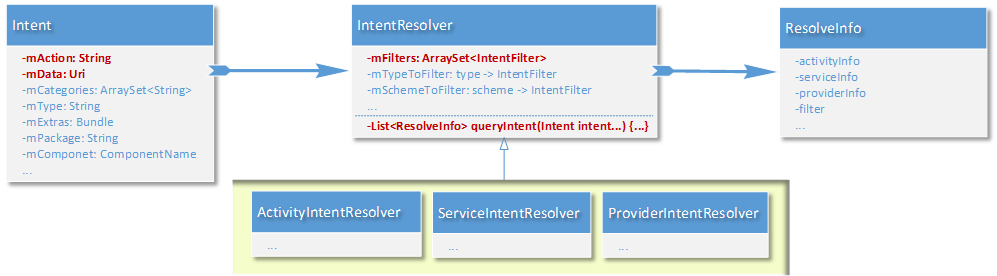 Intent
-mAction: String
-mData: Uri
-mCategories: ArraySet<String>
-mType: String
-mExtras: Bundle
-mPackage: String
-mComponet: ComponentName
...
IntentResolver
-mFilters: ArraySet<IntentFilter>
-mTypeToFilter: type -> IntentFilter
-mSchemeToFilter: scheme -> IntentFilter
...
-List<ResolveInfo> queryIntent(Intent intent...) {...}
ResolveInfo
-activityInfo
-serviceInfo
-providerInfo
-filter
...
ActivityIntentResolver
...
ServiceIntentResolver
...
ProviderIntentResolver
...